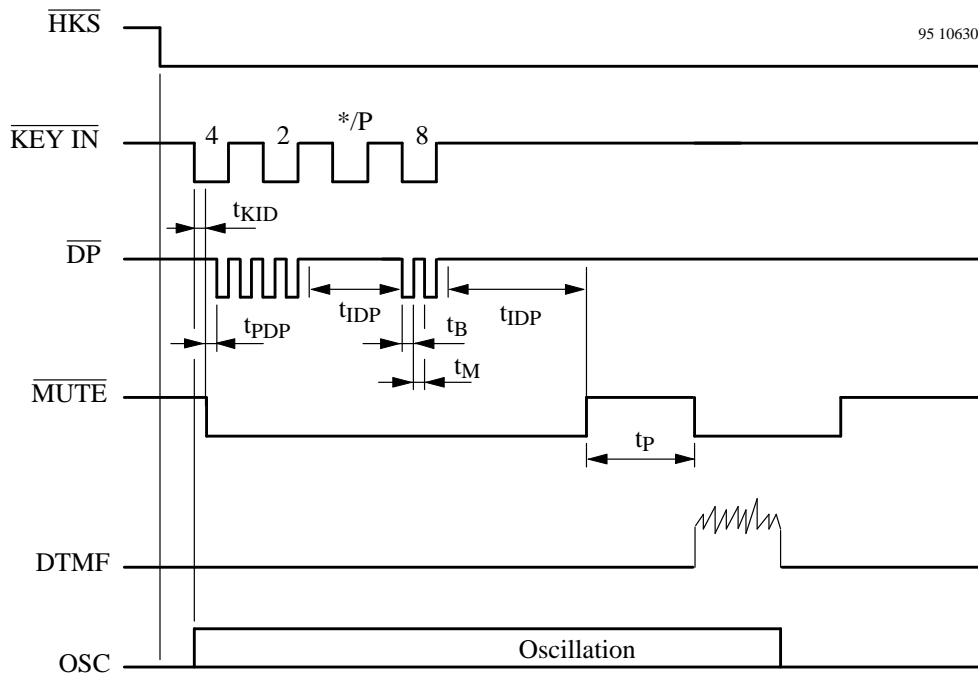 HKS
95 10630
*/P
KEY IN 4 2 8
tKID
DP
tIDP tIDP
tPDP tB
tM
MUTE
tP
DTMF
Oscillation
OSC